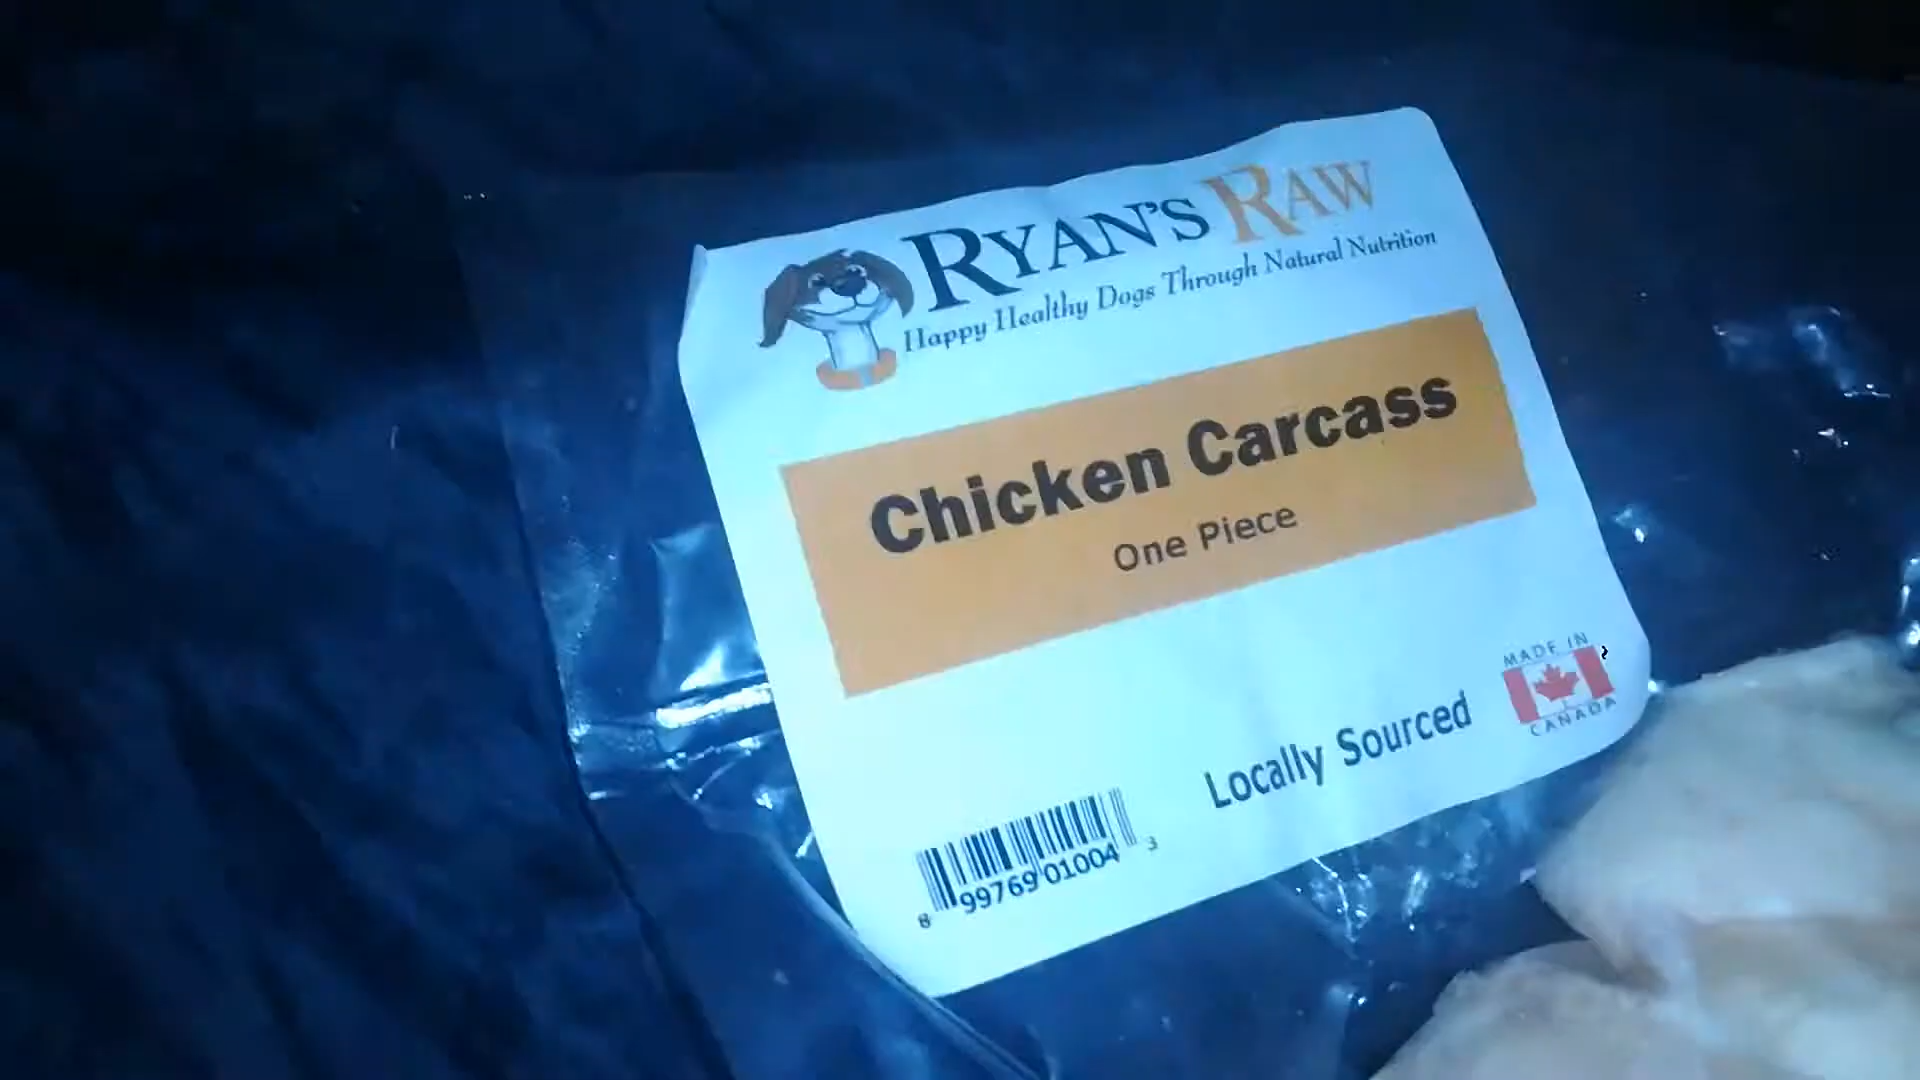 RYAN'S RAW
Happy Healthy Dogs Through Natural Nutrition
Chicken Carcass
One Piece
MADE IN
CANADA
Locally Sourced
8 99769 01004 3